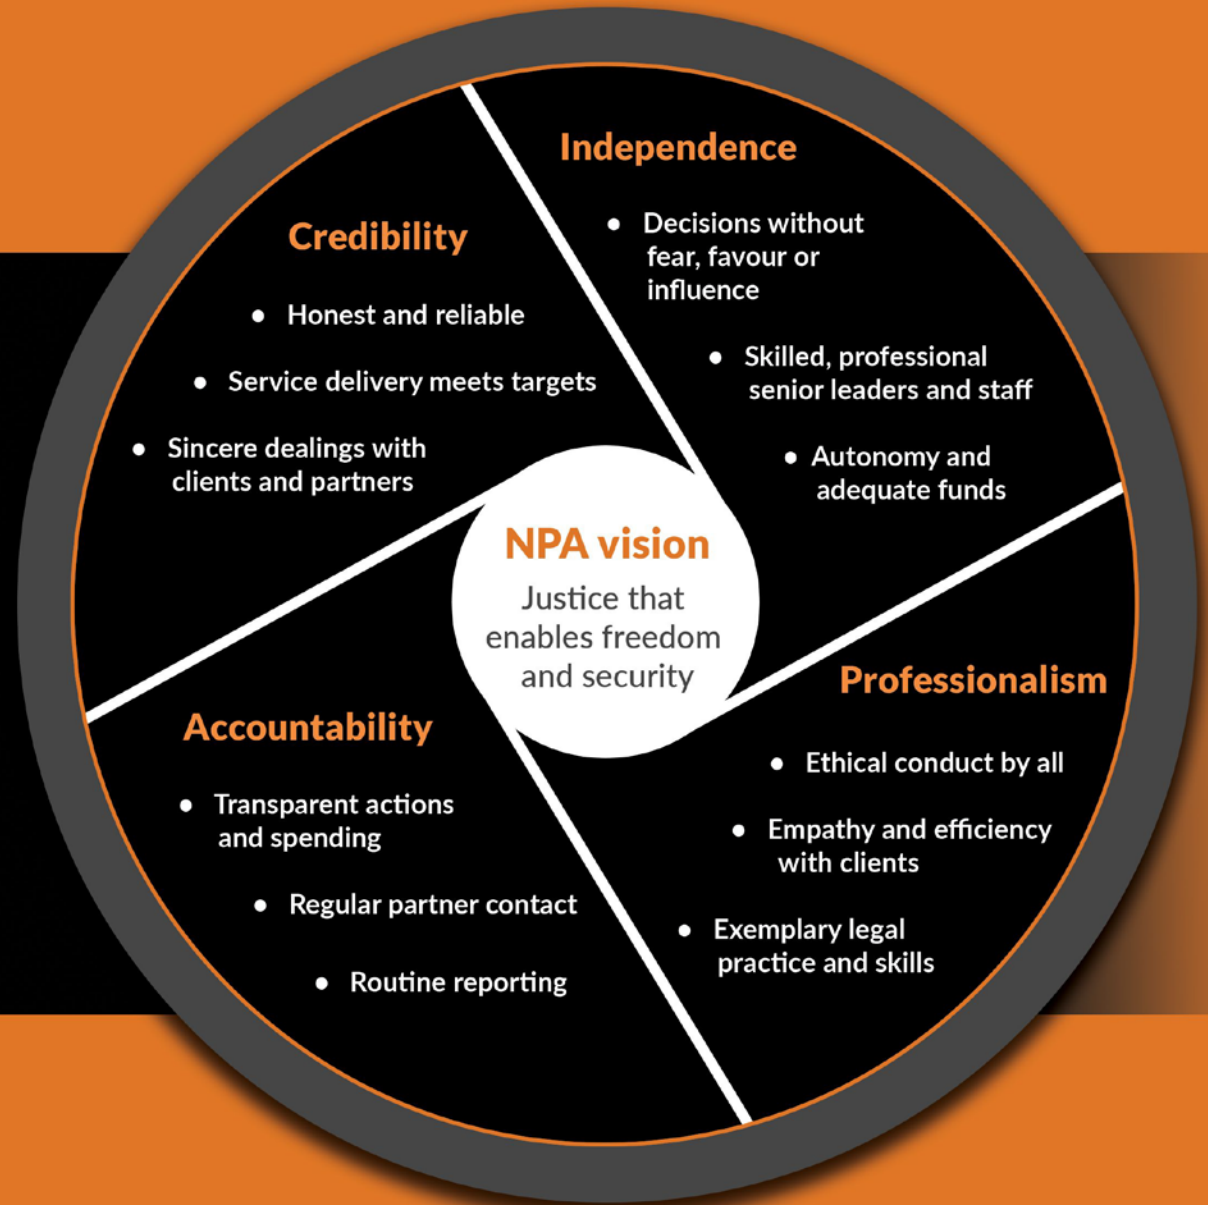 Independence
• Decisions without
fear, favour or
influence
• Skilled, professional
senior leaders and staff
• Autonomy and
adequate funds
Credibility
• Honest and reliable
• Service delivery meets targets
• Sincere dealings with
clients and partners
NPA vision
Justice that
enables freedom
and security
Professionalism
• Ethical conduct by all
• Empathy and efficiency
with clients
• Exemplary legal
practice and skills
Accountability
• Transparent actions
and spending
• Regular partner contact
• Routine reporting